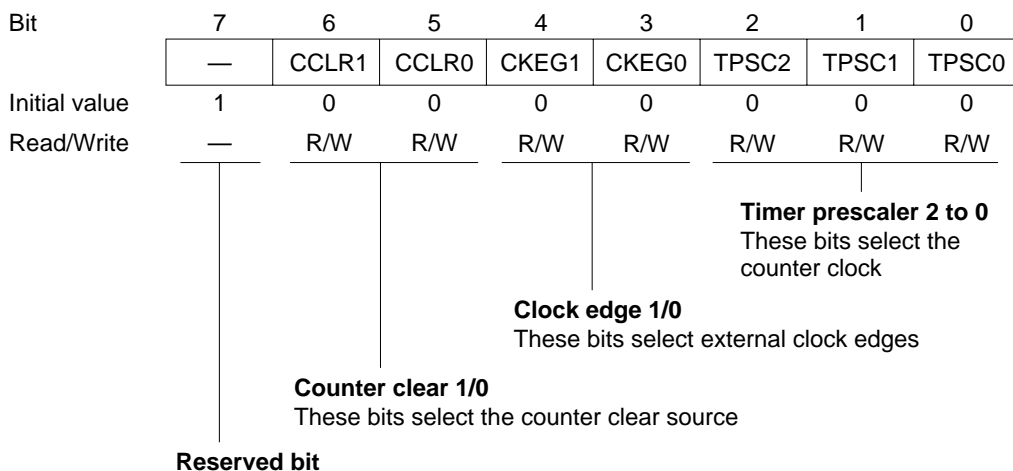 Bit 7 6 5 4 3 2 1 0
— CCLR1 CCLR0 CKEG1 CKEG0 TPSC2 TPSC1 TPSC0
Initial value 1 0 0 0 0 0 0 0
Read/Write — R/W R/W R/W R/W R/W R/W R/W
Timer prescaler 2 to 0
These bits select the
counter clock
Clock edge 1/0
These bits select external clock edges
Counter clear 1/0
These bits select the counter clear source
Reserved bit